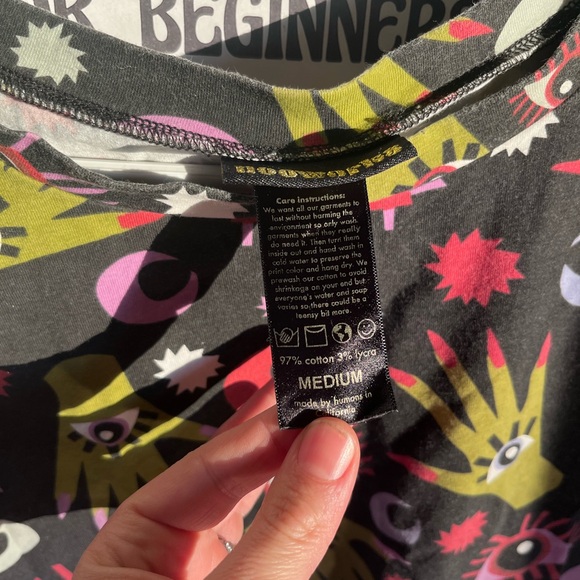 BEGINNERS
Care instructions:
We want all our garments to
last without harming the
environment so only wash
garments when they really
do need it. Then turn them
inside out and hand wash in
cold water to preserve the
print color and hang dry. We
prewash our cotton to avoid
shrinkage on your end but
everyone's water and soap
varies so there could be a
teensy bit more.
97% cotton 3% lycra
MEDIUM
made by humans in
california